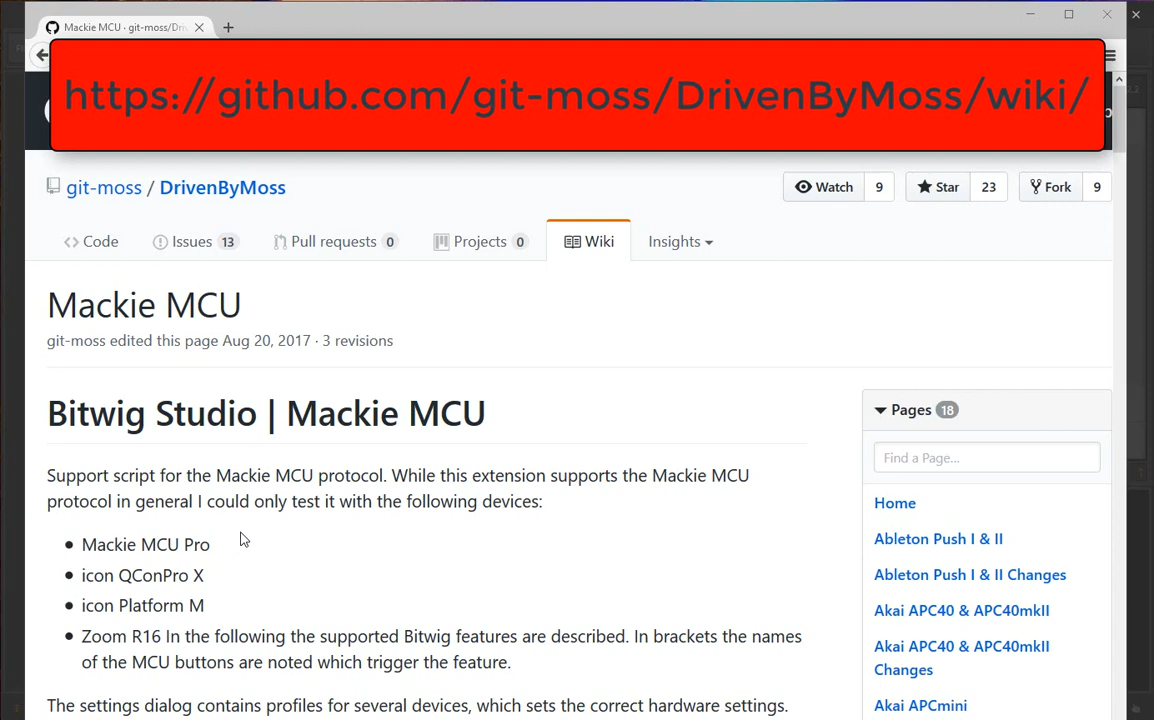 Mackie MCU · git-moss/Dri
https://github.com/git-moss/DrivenByMoss/wiki/
git-moss / DrivenByMoss
Watch 9 Star 23 Fork 9
Code Issues 13 Pull requests 0 Projects 0 Wiki Insights
Mackie MCU
git-moss edited this page Aug 20, 2017 · 3 revisions
Bitwig Studio | Mackie MCU
Support script for the Mackie MCU protocol. While this extension supports the Mackie MCU
protocol in general I could only test it with the following devices:
• Mackie MCU Pro
• icon QConPro X
• icon Platform M
• Zoom R16 In the following the supported Bitwig features are described. In brackets the names
of the MCU buttons are noted which trigger the feature.
The settings dialog contains profiles for several devices, which sets the correct hardware settings.
Pages 18
Find a Page...
Home
Ableton Push I & II
Ableton Push I & II Changes
Akai APC40 & APC40mkII
Akai APC40 & APC40mkII
Changes
Akai APCmini